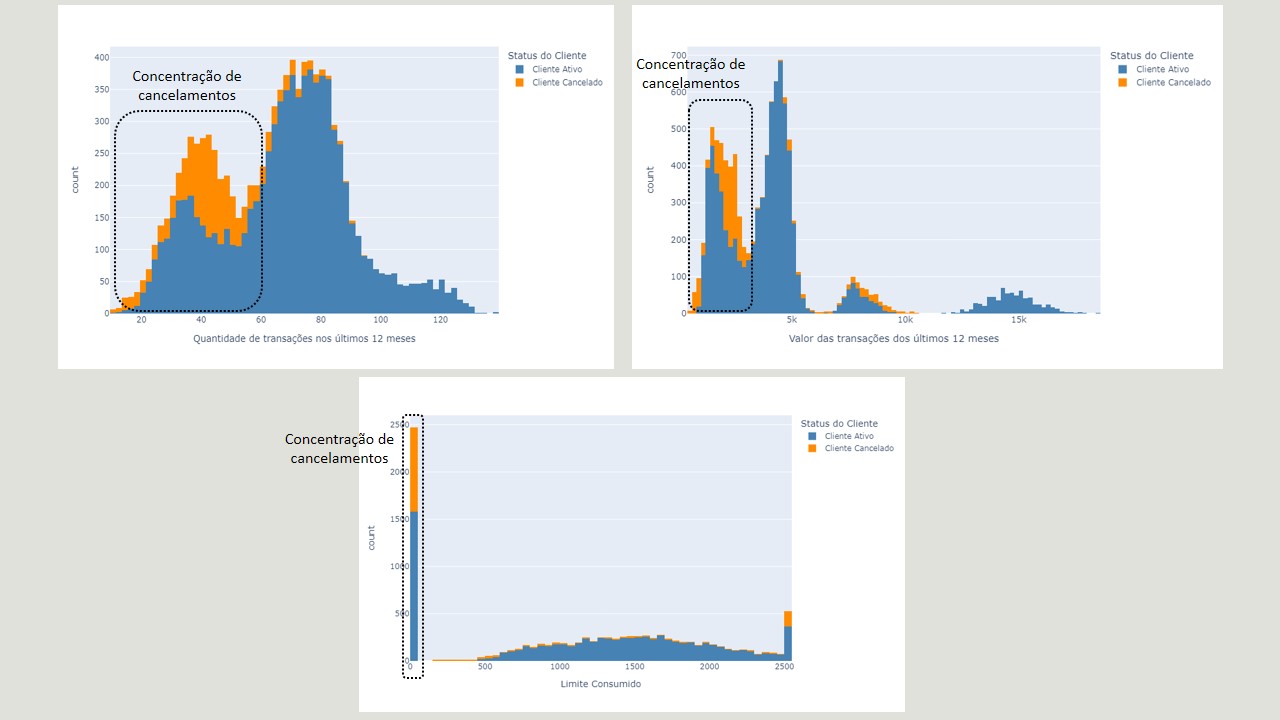 Concentração de
cancelamentos
400
350
300
250
200
150
100
50
0
count
20
40
60
80
100
120
Quantidade de transações nos últimos 12 meses
Status do Cliente
Cliente Ativo
Cliente Cancelado
Concentração de
cancelamentos
700
600
500
400
300
200
100
0
count
5k
10k
15k
Valor das transações dos últimos 12 meses
Status do Cliente
Cliente Ativo
Cliente Cancelado
Concentração de
cancelamentos
2500
2000
1500
1000
500
0
count
0
500
1000
1500
2000
2500
Limite Consumido
Status do Cliente
Cliente Ativo
Cliente Cancelado